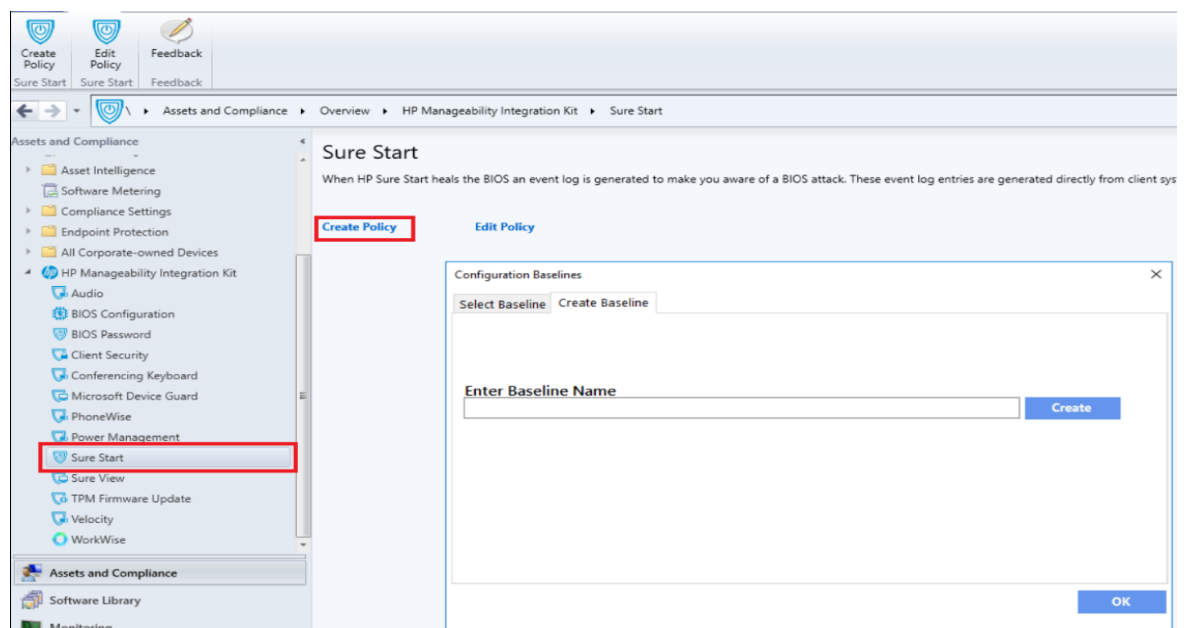 Create
Policy
Edit
Policy
Feedback
Sure Start
Sure Start
Feedback
\ Assets and Compliance Overview HP Manageability Integration Kit Sure Start
Assets and Compliance
Asset Intelligence
Software Metering
Compliance Settings
Endpoint Protection
All Corporate-owned Devices
HP Manageability Integration Kit
Audio
BIOS Configuration
BIOS Password
Client Security
Conferencing Keyboard
Microsoft Device Guard
PhoneWise
Power Management
Sure Start
Sure View
TPM Firmware Update
Velocity
WorkWise
Assets and Compliance
Software Library
Monitoring
Sure Start
When HP Sure Start heals the BIOS an event log is generated to make you aware of a BIOS attack. These event log entries are generated directly from client sys
Create Policy Edit Policy
Configuration Baselines
Select Baseline Create Baseline
Enter Baseline Name
Create
OK